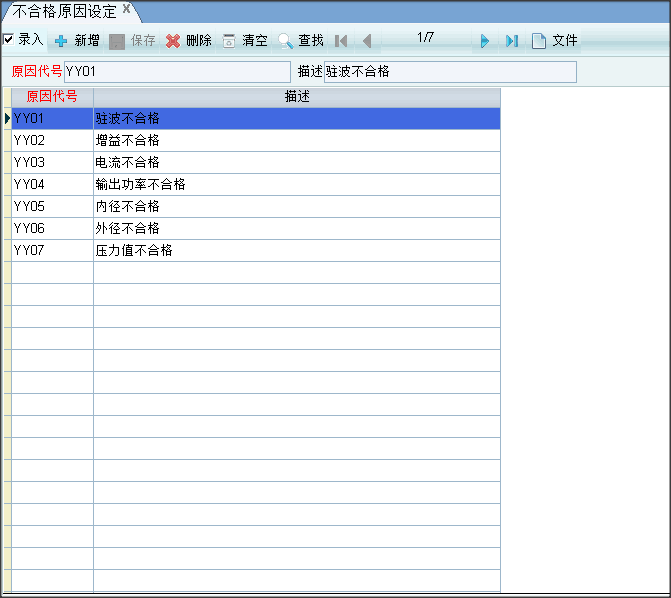 不合格原因设定 X
录入 新增 保存 删除 清空 查找 1/7 文件
原因代号 YY01 描述 驻波不合格
原因代号 描述
YY01 驻波不合格
YY02 增益不合格
YY03 电流不合格
YY04 输出功率不合格
YY05 内径不合格
YY06 外径不合格
YY07 压力值不合格